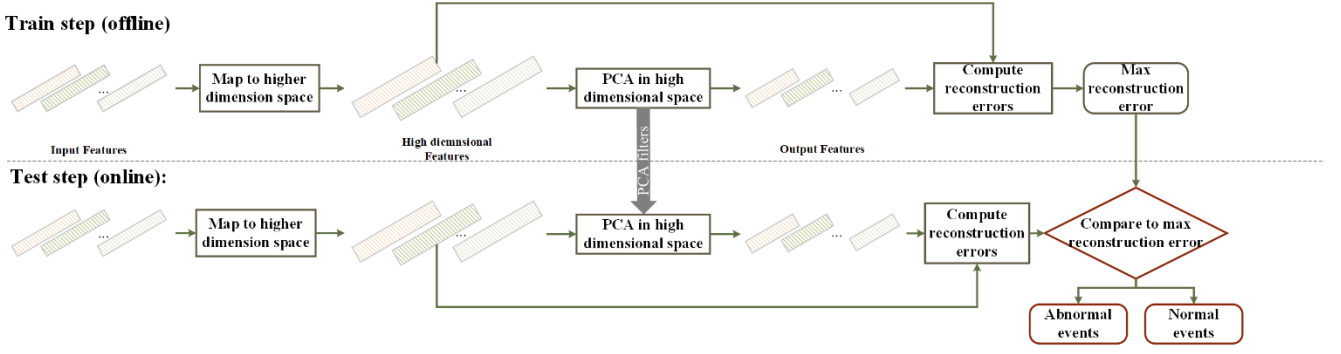 Train step (offline)
Map to higher
dimension space
PCA in high
dimensional space
Compute
reconstruction
errors
Max
reconstruction
error
...
...
...
Input Features
High diemnsional
Features
Output Features
PCA filters
Test step (online):
Map to higher
dimension space
PCA in high
dimensional space
Compute
reconstruction
errors
Compare to max
reconstruction error
...
...
...
Abnormal
events
Normal
events